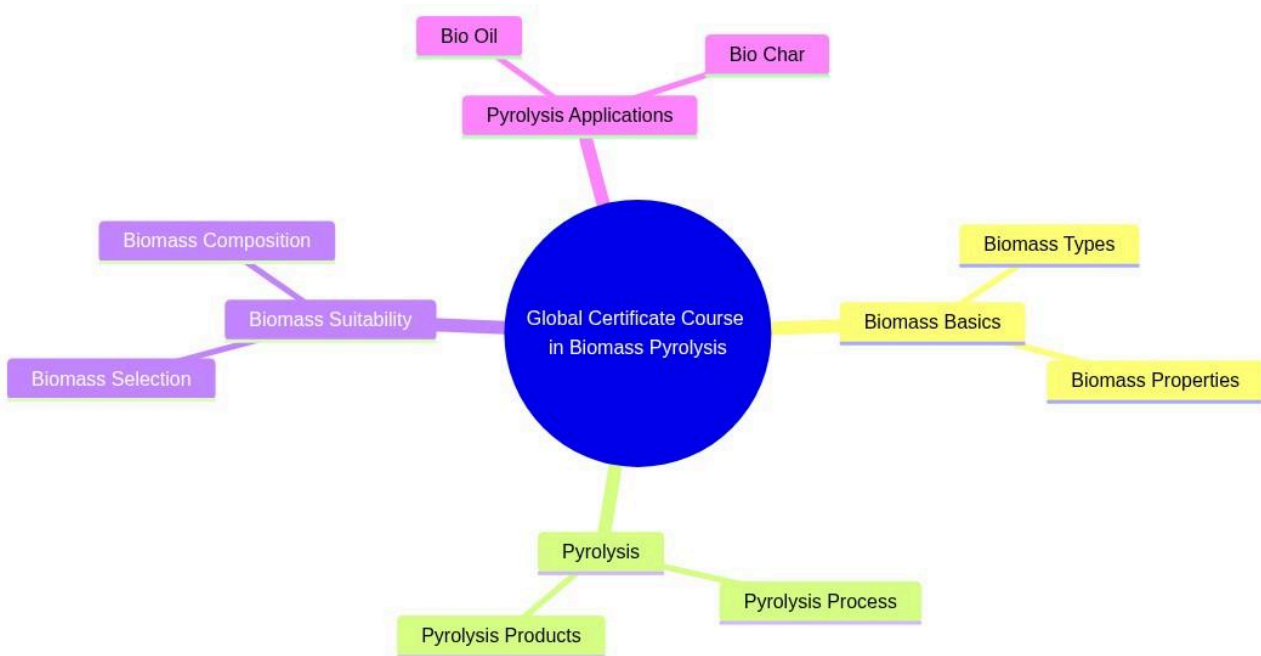 Bio Oil
Bio Char
Pyrolysis Applications
Biomass Composition
Biomass Types
Biomass Suitability
Global Certificate Course
in Biomass Pyrolysis
Biomass Basics
Biomass Selection
Biomass Properties
Pyrolysis
Pyrolysis Process
Pyrolysis Products